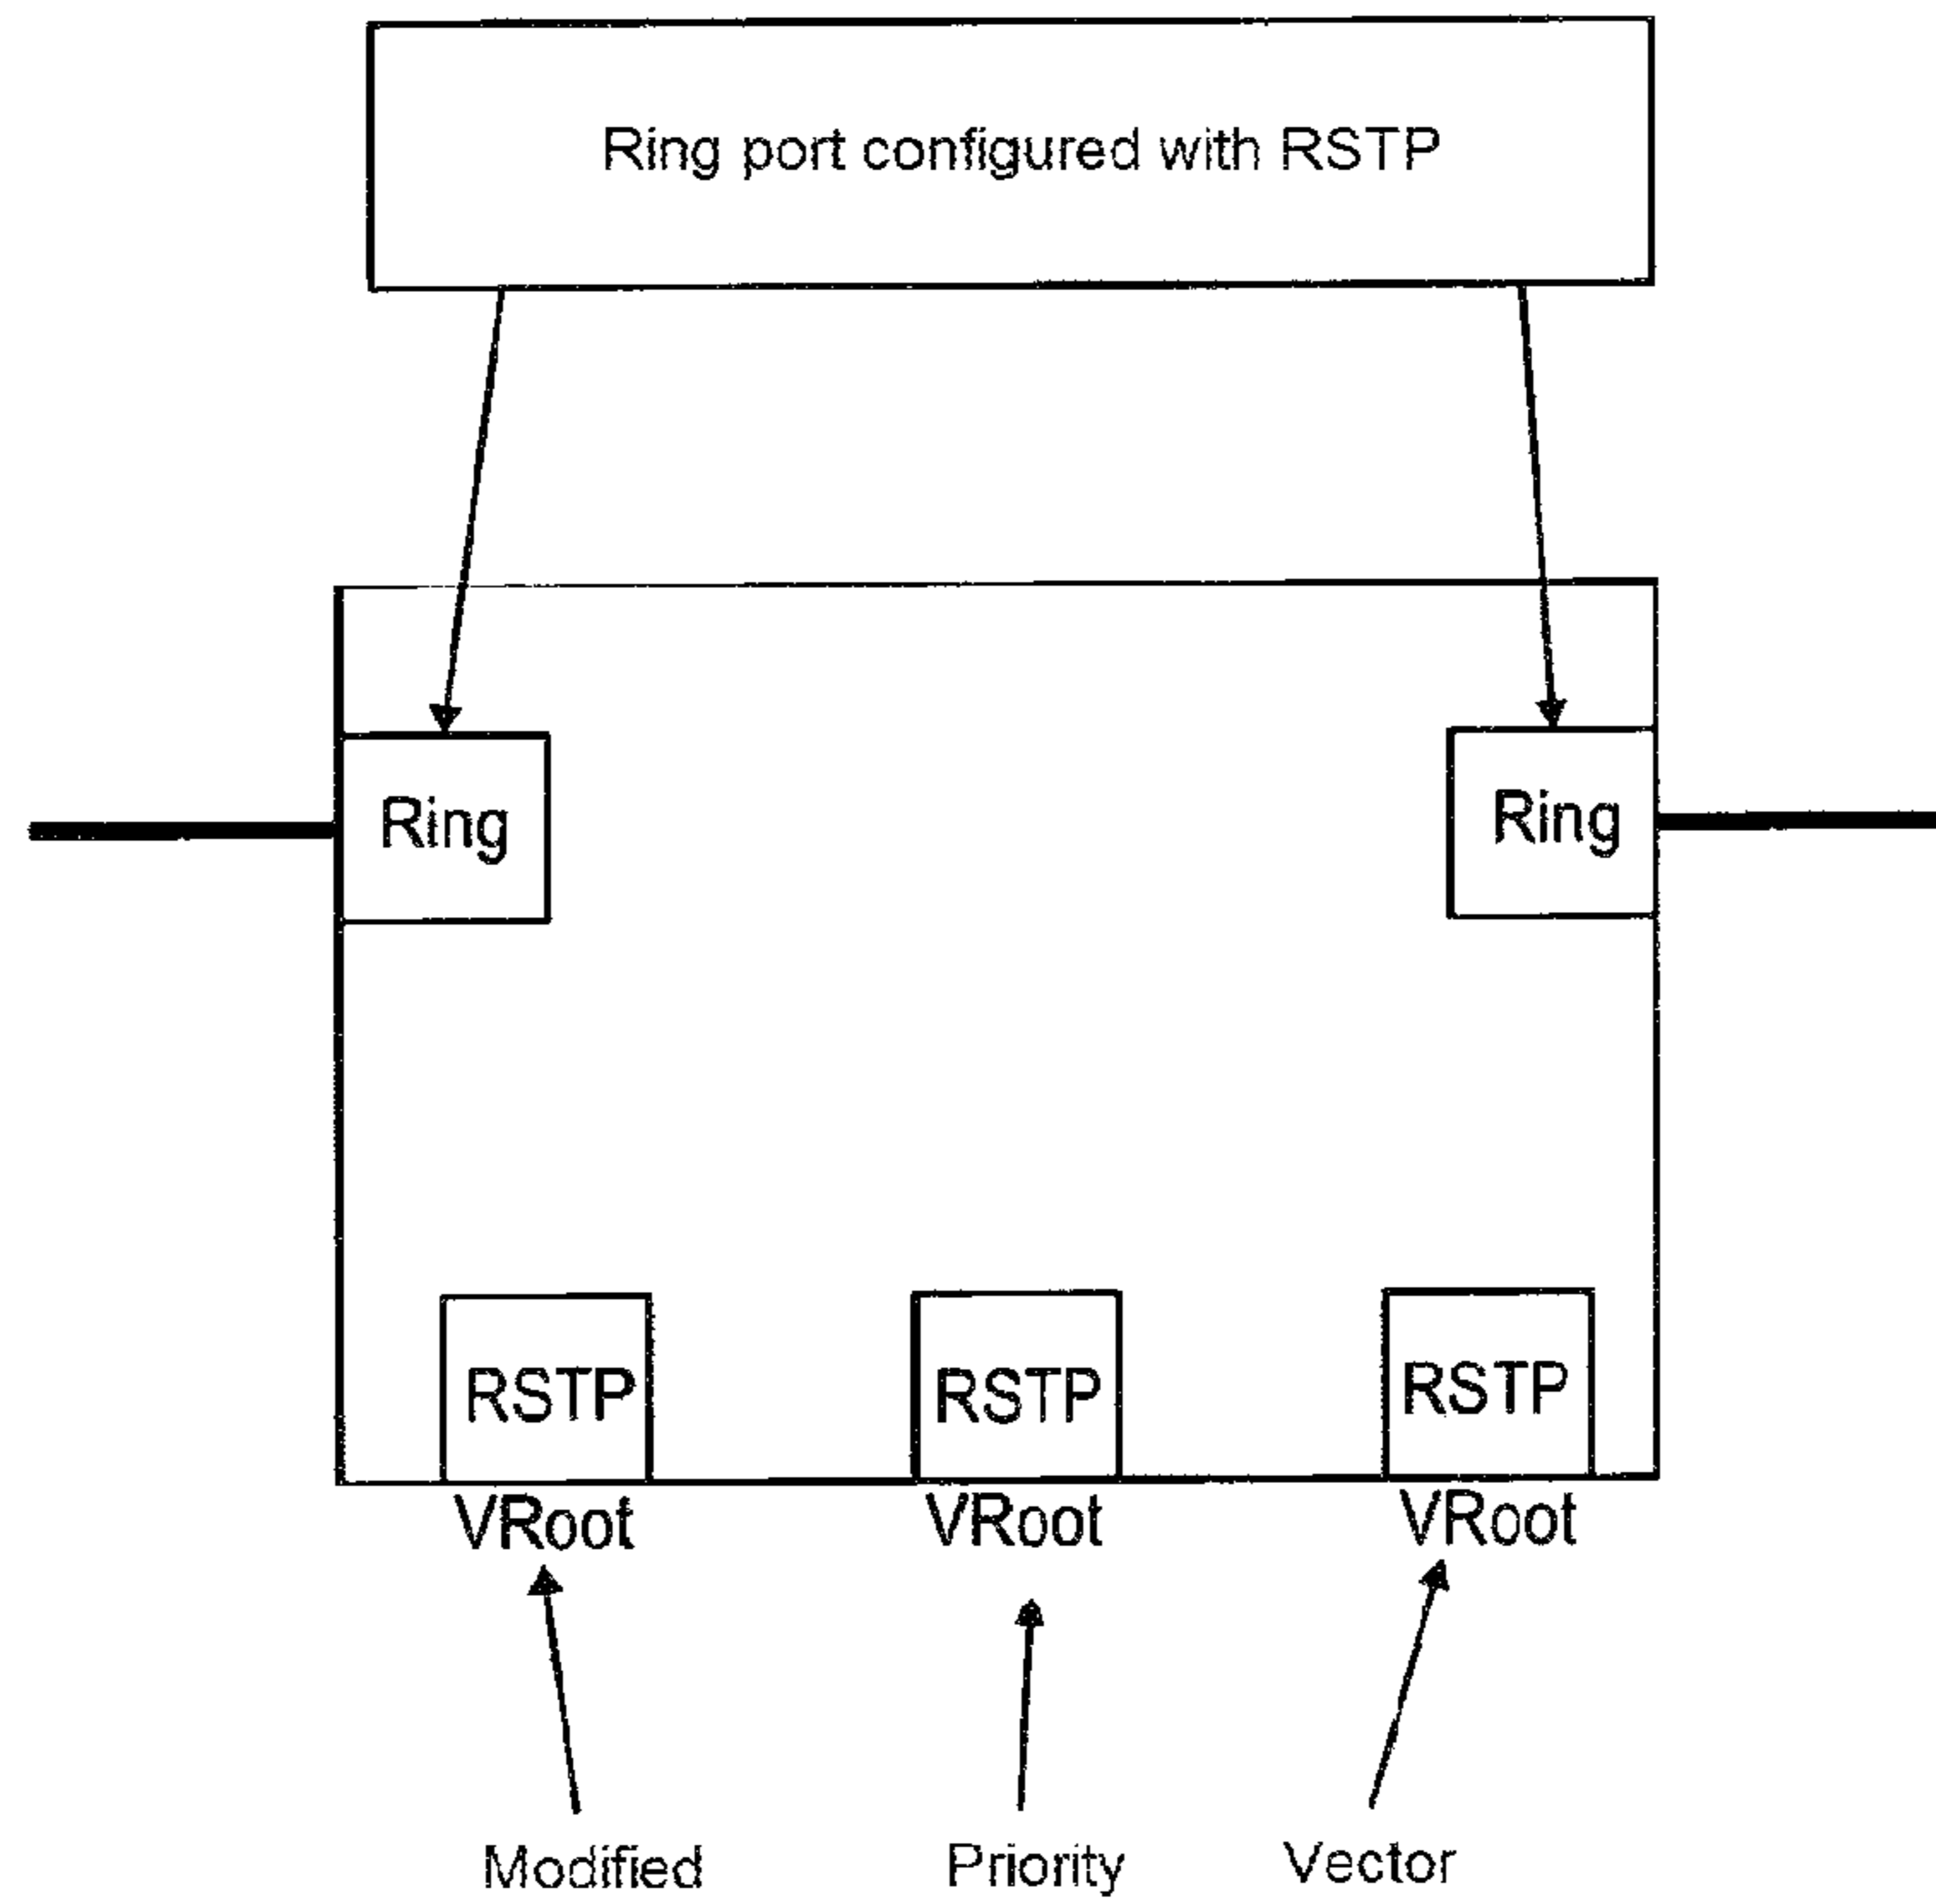 Ring port configured with RSTP
Ring Ring
RSTP RSTP RSTP
VRoot VRoot VRoot
Modified Priority Vector